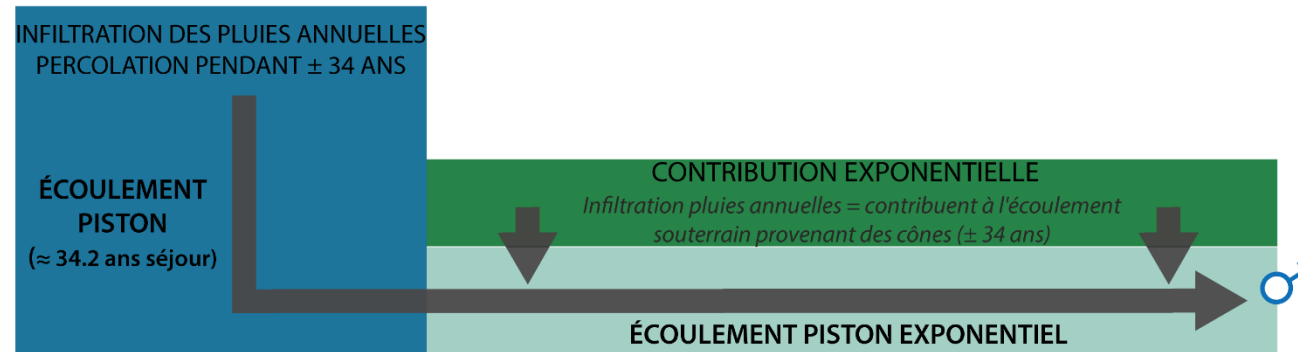 INFILTRATION DES PLUIES ANNUELLES
PERCOLATION PENDANT ± 34 ANS
ÉCOULEMENT
PISTON
(≈ 34.2 ans séjour)
CONTRIBUTION EXPONENTIELLE
Infiltration pluies annuelles = contribuent à l'écoulement
souterrain provenant des cônes (± 34 ans)
ÉCOULEMENT PISTON EXPONENTIEL